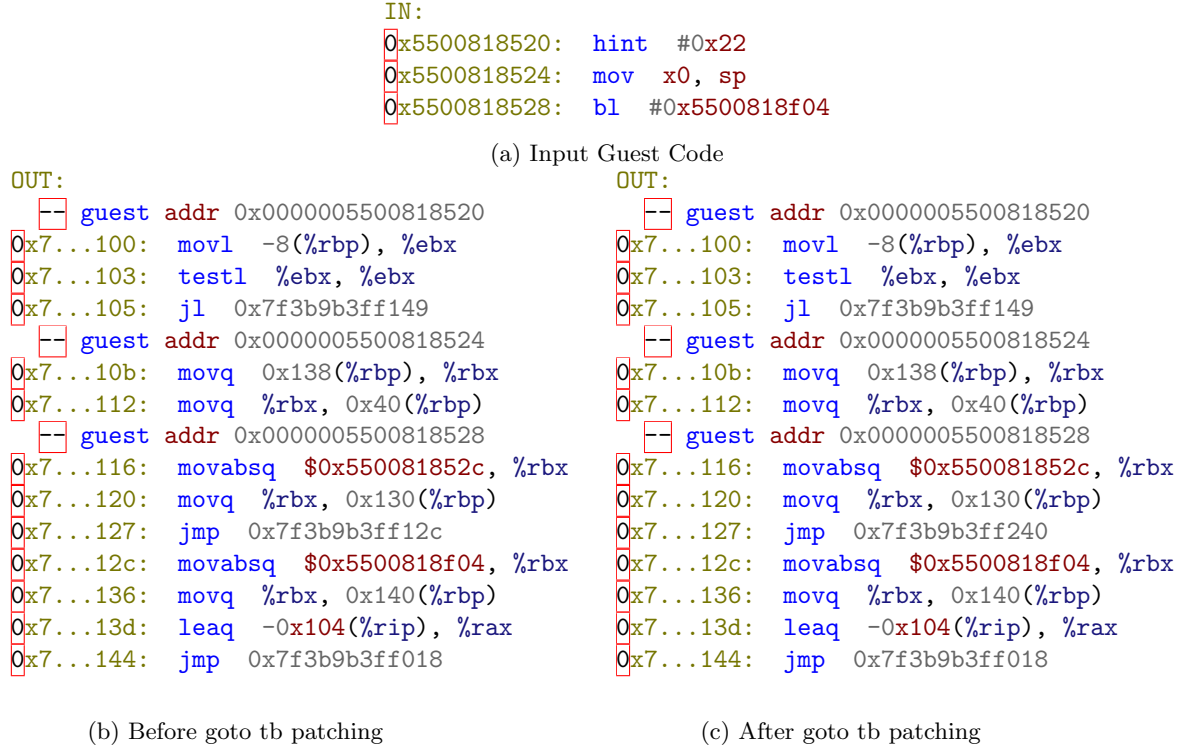 IN:
0x5500818520:  hint  #0x22
0x5500818524:  mov  x0, sp
0x5500818528:  bl  #0x5500818f04
(a) Input Guest Code
OUT:
-- guest addr 0x0000005500818520
0x7...100:  movl  -8(%rbp), %ebx
0x7...103:  testl  %ebx, %ebx
0x7...105:  jl  0x7f3b9b3ff149
-- guest addr 0x0000005500818524
0x7...10b:  movq  0x138(%rbp), %rbx
0x7...112:  movq  %rbx, 0x40(%rbp)
-- guest addr 0x0000005500818528
0x7...116:  movabsq  $0x550081852c, %rbx
0x7...120:  movq  %rbx, 0x130(%rbp)
0x7...127:  jmp  0x7f3b9b3ff12c
0x7...12c:  movabsq  $0x5500818f04, %rbx
0x7...136:  movq  %rbx, 0x140(%rbp)
0x7...13d:  leaq  -0x104(%rip), %rax
0x7...144:  jmp  0x7f3b9b3ff018
(b) Before goto tb patching
OUT:
-- guest addr 0x0000005500818520
0x7...100:  movl  -8(%rbp), %ebx
0x7...103:  testl  %ebx, %ebx
0x7...105:  jl  0x7f3b9b3ff149
-- guest addr 0x0000005500818524
0x7...10b:  movq  0x138(%rbp), %rbx
0x7...112:  movq  %rbx, 0x40(%rbp)
-- guest addr 0x0000005500818528
0x7...116:  movabsq  $0x550081852c, %rbx
0x7...120:  movq  %rbx, 0x130(%rbp)
0x7...127:  jmp  0x7f3b9b3ff240
0x7...12c:  movabsq  $0x5500818f04, %rbx
0x7...136:  movq  %rbx, 0x140(%rbp)
0x7...13d:  leaq  -0x104(%rip), %rax
0x7...144:  jmp  0x7f3b9b3ff018
(c) After goto tb patching